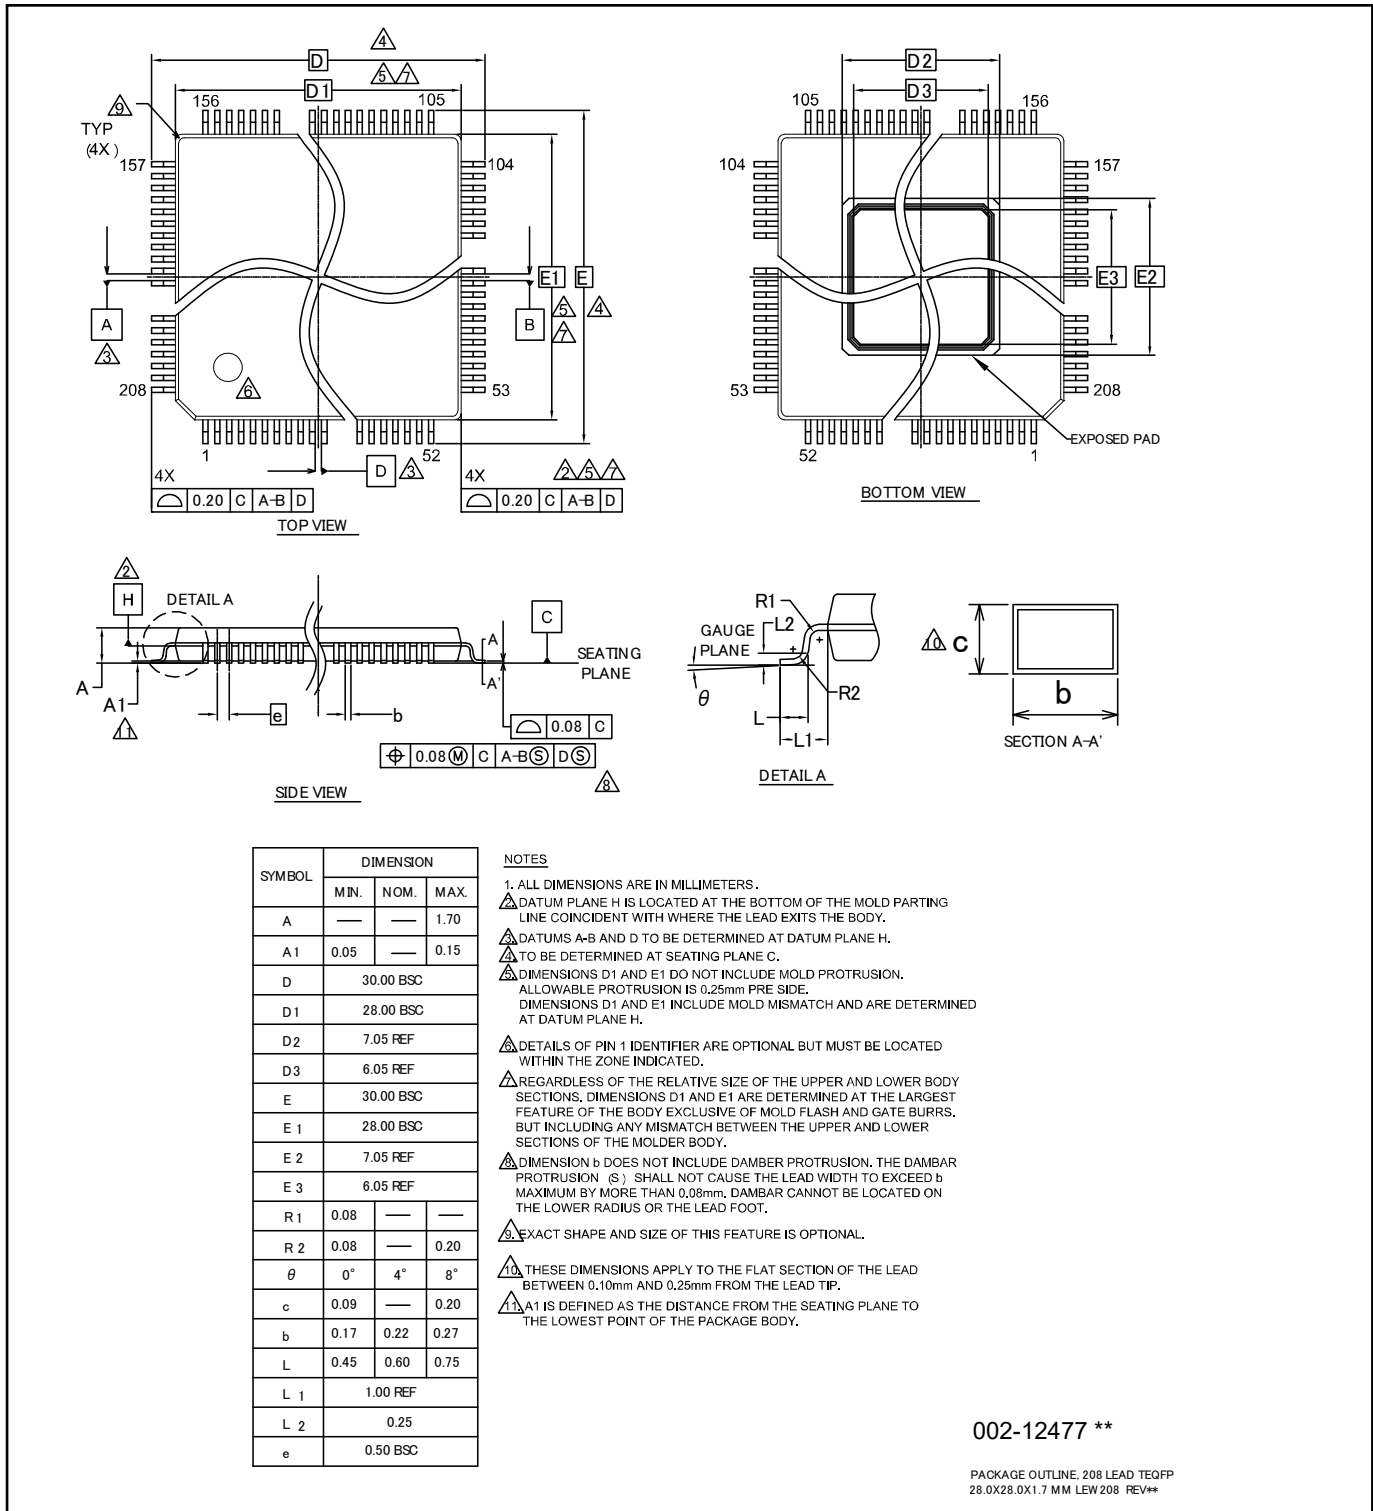 4
D
5 7
D1
9
TYP
(4X)
156
105
157
104
A
3
B
E1
E
5
4
7
208
53
6
1
52
4X
D
3
4X
2 5 7
0.20 C A-B D
0.20 C A-B D
TOP VIEW
D2
D3
105
156
104
157
E3
E2
53
208
52
1
EXPOSED PAD
BOTTOM VIEW
2
H
DETAIL A
C
A
SEATING
PLANE
A
A'
A1
11
e
b
0.08 C
0.08 M C A-B S D S
8
SIDE VIEW
R1
L2
GAUGE
PLANE
θ
R2
L
L1
DETAIL A
10
c
b
SECTION A-A'
SYMBOL
DIMENSION
MIN. NOM. MAX.
A — — 1.70
A1 0.05 — 0.15
D 30.00 BSC
D1 28.00 BSC
D2 7.05 REF
D3 6.05 REF
E 30.00 BSC
E 1 28.00 BSC
E 2 7.05 REF
E 3 6.05 REF
R 1 0.08 — —
R 2 0.08 — 0.20
θ 0° 4° 8°
c 0.09 — 0.20
b 0.17 0.22 0.27
L 0.45 0.60 0.75
L 1 1.00 REF
L 2 0.25
e 0.50 BSC
NOTES
1. ALL DIMENSIONS ARE IN MILLIMETERS.
2. DATUM PLANE H IS LOCATED AT THE BOTTOM OF THE MOLD PARTING
LINE COINCIDENT WITH WHERE THE LEAD EXITS THE BODY.
3. DATUMS A-B AND D TO BE DETERMINED AT DATUM PLANE H.
4. TO BE DETERMINED AT SEATING PLANE C.
5. DIMENSIONS D1 AND E1 DO NOT INCLUDE MOLD PROTRUSION.
ALLOWABLE PROTRUSION IS 0.25mm PRE SIDE.
DIMENSIONS D1 AND E1 INCLUDE MOLD MISMATCH AND ARE DETERMINED
AT DATUM PLANE H.
6. DETAILS OF PIN 1 IDENTIFIER ARE OPTIONAL BUT MUST BE LOCATED
WITHIN THE ZONE INDICATED.
7. REGARDLESS OF THE RELATIVE SIZE OF THE UPPER AND LOWER BODY
SECTIONS. DIMENSIONS D1 AND E1 ARE DETERMINED AT THE LARGEST
FEATURE OF THE BODY EXCLUSIVE OF MOLD FLASH AND GATE BURRS.
BUT INCLUDING ANY MISMATCH BETWEEN THE UPPER AND LOWER
SECTIONS OF THE MOLDER BODY.
8. DIMENSION b DOES NOT INCLUDE DAMBER PROTRUSION. THE DAMBAR
PROTRUSION (S) SHALL NOT CAUSE THE LEAD WIDTH TO EXCEED b
MAXIMUM BY MORE THAN 0.08mm. DAMBAR CANNOT BE LOCATED ON
THE LOWER RADIUS OR THE LEAD FOOT.
9. EXACT SHAPE AND SIZE OF THIS FEATURE IS OPTIONAL.
10. THESE DIMENSIONS APPLY TO THE FLAT SECTION OF THE LEAD
BETWEEN 0.10mm AND 0.25mm FROM THE LEAD TIP.
11. A1 IS DEFINED AS THE DISTANCE FROM THE SEATING PLANE TO
THE LOWEST POINT OF THE PACKAGE BODY.
002-12477 **
PACKAGE OUTLINE, 208 LEAD TEQFP
28.0X28.0X1.7 MM LEW208 REV**